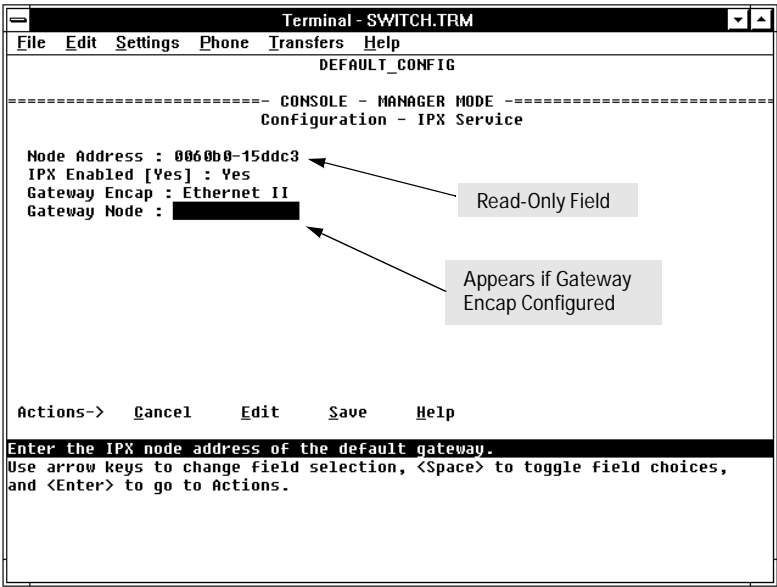 Terminal - SWITCH.TRM
File Edit Settings Phone Transfers Help
DEFAULT_CONFIG
==========================- CONSOLE - MANAGER MODE -===========================
Configuration - IPX Service
Node Address : 0060b0-15ddc3
IPX Enabled [Yes] : Yes
Gateway Encap : Ethernet II
Gateway Node :
Read-Only Field
Appears if Gateway
Encap Configured
Actions-> Cancel Edit Save Help
Enter the IPX node address of the default gateway.
Use arrow keys to change field selection, <Space> to toggle field choices,
and <Enter> to go to Actions.